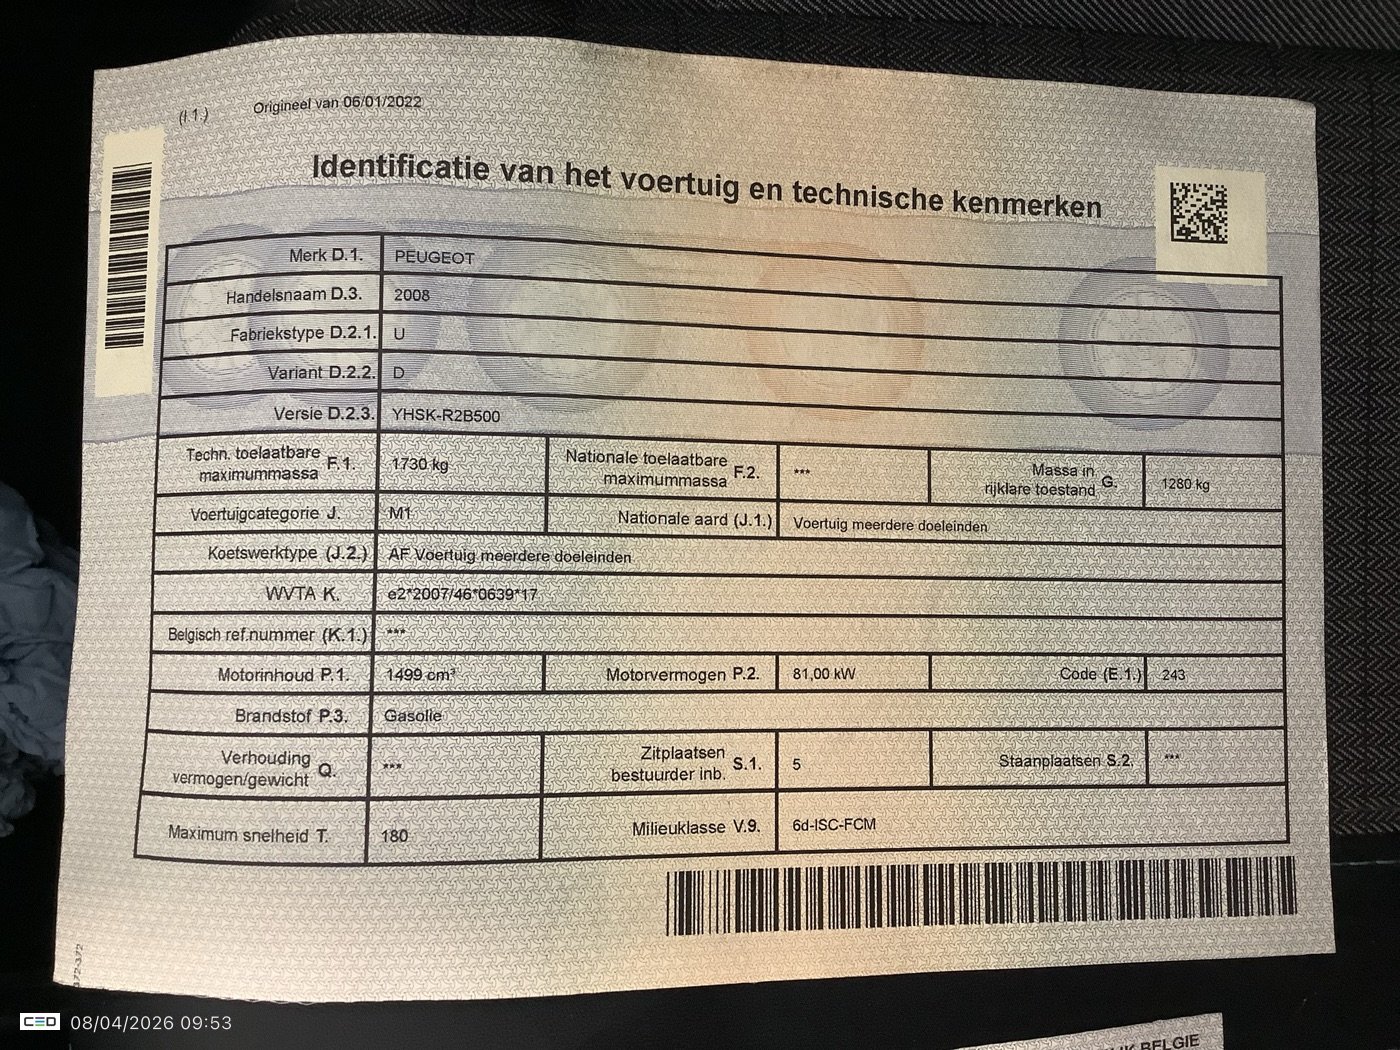 (I.1.) Origineel van 06/01/2022
Identificatie van het voertuig en technische kenmerken
Merk D.1. PEUGEOT
Handelsnaam D.3. 2008
Fabriekstype D.2.1. U
Variant D.2.2. D
Versie D.2.3. YHSK-R2B500
Techn. toelaatbare maximummassa F.1. 1730 kg Nationale toelaatbare maximummassa F.2. *** Massa in rijklare toestand G. 1280 kg
Voertuigcategorie J. M1 Nationale aard (J.1.) Voertuig meerdere doeleinden
Koetswerktype (J.2.) AF Voertuig meerdere doeleinden
WVTA K. e2*2007/46*0639*17
Belgisch ref.nummer (K.1.) ***
Motorinhoud P.1. 1499 cm³ Motorvermogen P.2. 81,00 kW Code (E.1.) 243
Brandstof P.3. Gasolie
Verhouding vermogen/gewicht Q. *** Zitplaatsen bestuurder inb. S.1. 5 Staanplaatsen S.2. ***
Maximum snelheid T. 180 Milieuklasse V.9. 6d-ISC-FCM
372-372
CED 08/04/2026 09:53
BELGIE